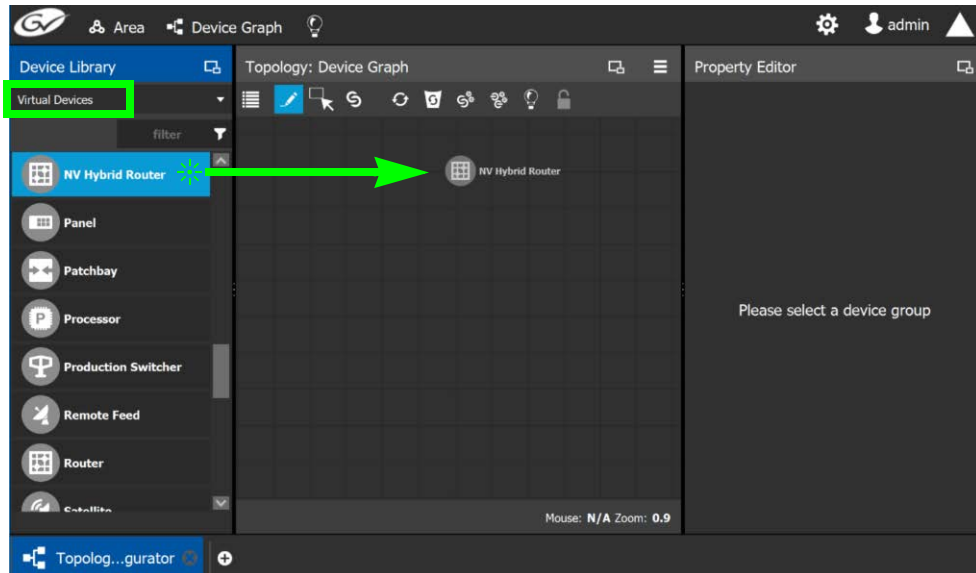 GV Area Device Graph admin
Device Library
Topology: Device Graph
Property Editor
Virtual Devices
filter
NV Hybrid Router
Panel
Patchbay
P Processor
Production Switcher
Remote Feed
Router
Satellite
NV Hybrid Router
Mouse: N/A Zoom: 0.9
Please select a device group
Topolog...gurator